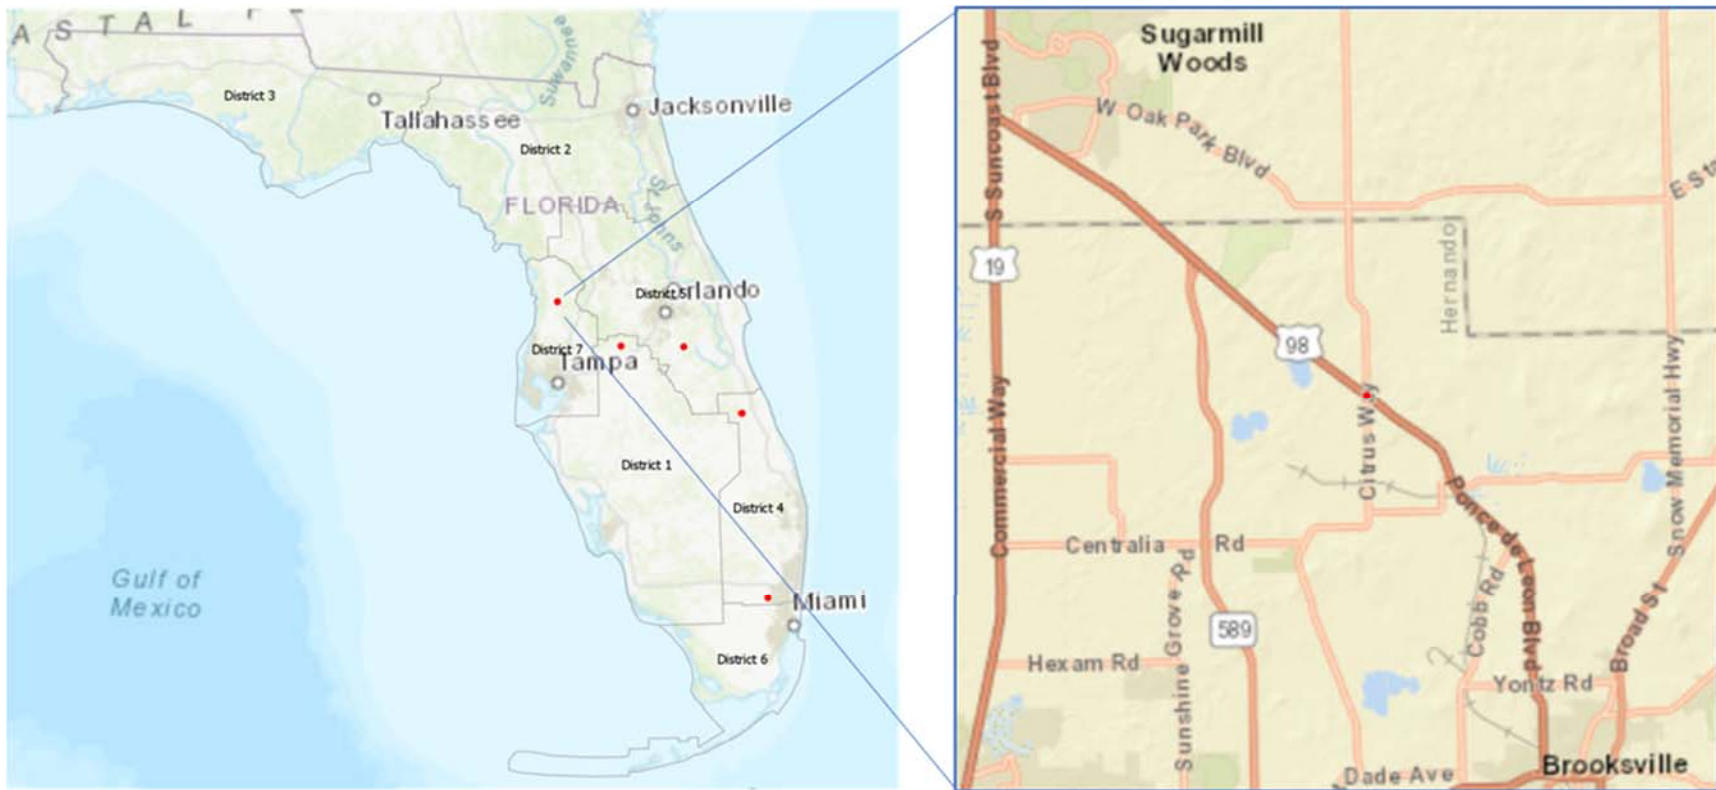 A S T A L
District 3
Tallahassee
Suwannee
Jacksonville
District 2
FLORIDA
St. Johns
District 5
Orlando
District 7
Tampa
District 1
District 4
Gulf of
Mexico
Miami
District 6
Sugarmill
Woods
S Suncoast Blvd
W Oak Park Blvd
E Sta
19
Hernando
98
Commercial Way
Citrus Way
Snow Memorial Hwy
Ponce de Leon Blvd
Centralia Rd
Cobb Rd
Sunshine Grove Rd
589
Broad St
Hexam Rd
Yontz Rd
Brooksville
Dade Ave